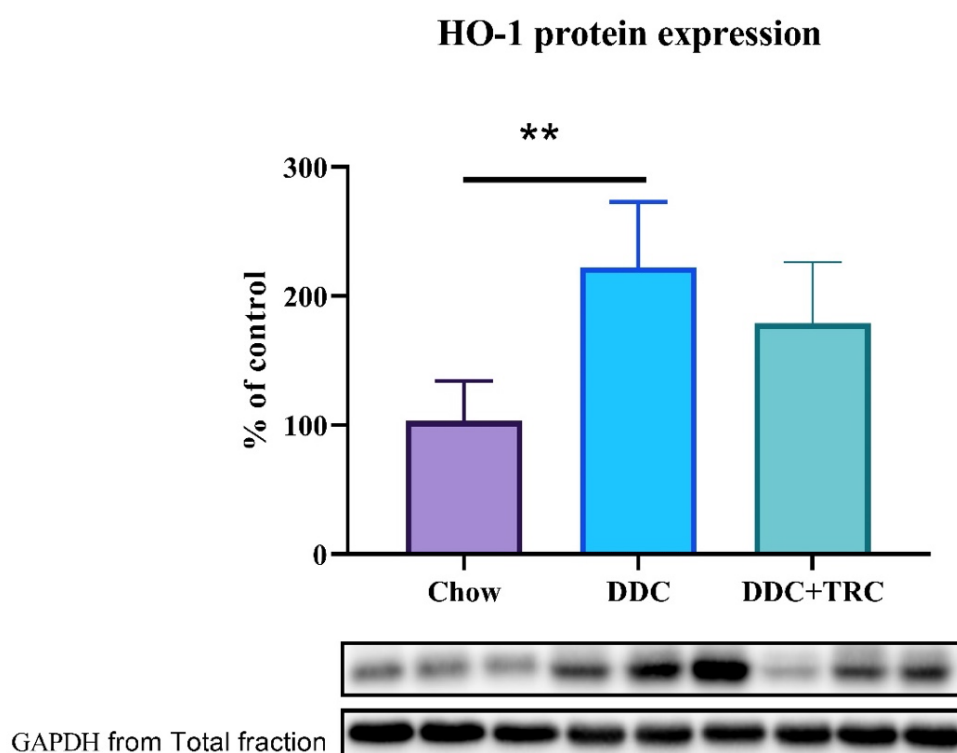 HO-1 protein expression
**
300
200
100
0
% of control
Chow DDC DDC+TRC
GAPDH from Total fraction